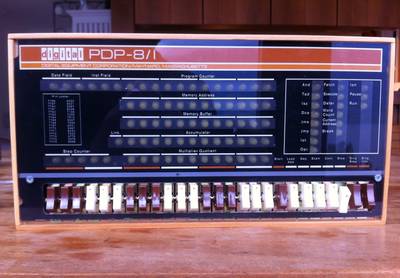 digital PDP-8/I
DIGITAL EQUIPMENT CORPORATION MAYNARD, MASSACHUSETTS
Data Field Inst Field Program Counter
Memory Address
Memory Buffer
Link Accumulator
Step Counter Multiplier Quotient
And Fetch Ion
Tad Execute Pause
Isz Defer Run
Dca Word Count
Jms Current Address
Jmp Break
Iot
Opr
Start Load Add Dep Exam Cont Stop Sing Step Sing Inst